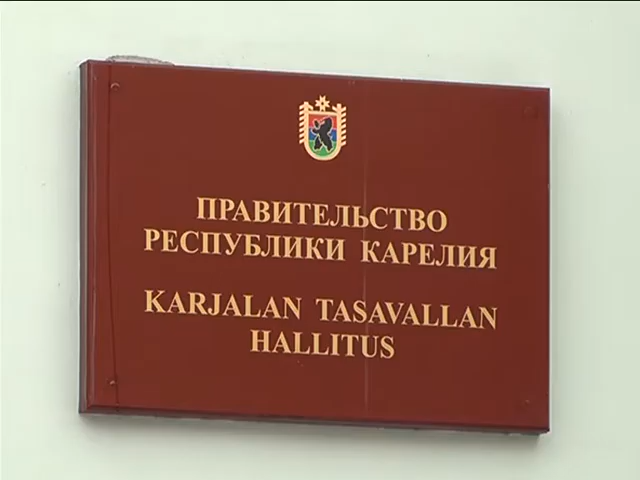 ПРАВИТЕЛЬСТВО
РЕСПУБЛИКИ КАРЕЛИЯ
KARJALAN TASAVALLAN
HALLITUS